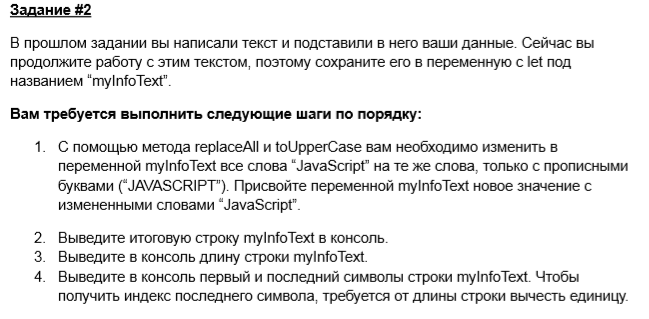 Задание #2
В прошлом задании вы написали текст и подставили в него ваши данные. Сейчас вы
продолжите работу с этим текстом, поэтому сохраните его в переменную с let под
названием “myInfoText”.
Вам требуется выполнить следующие шаги по порядку:
1. С помощью метода replaceAll и toUpperCase вам необходимо изменить в
переменной myInfoText все слова “JavaScript” на те же слова, только с прописными
буквами (“JAVASCRIPT”). Присвойте переменной myInfoText новое значение с
измененными словами “JavaScript”.
2. Выведите итоговую строку myInfoText в консоль.
3. Выведите в консоль длину строки myInfoText.
4. Выведите в консоль первый и последний символы строки myInfoText. Чтобы
получить индекс последнего символа, требуется от длины строки вычесть единицу.